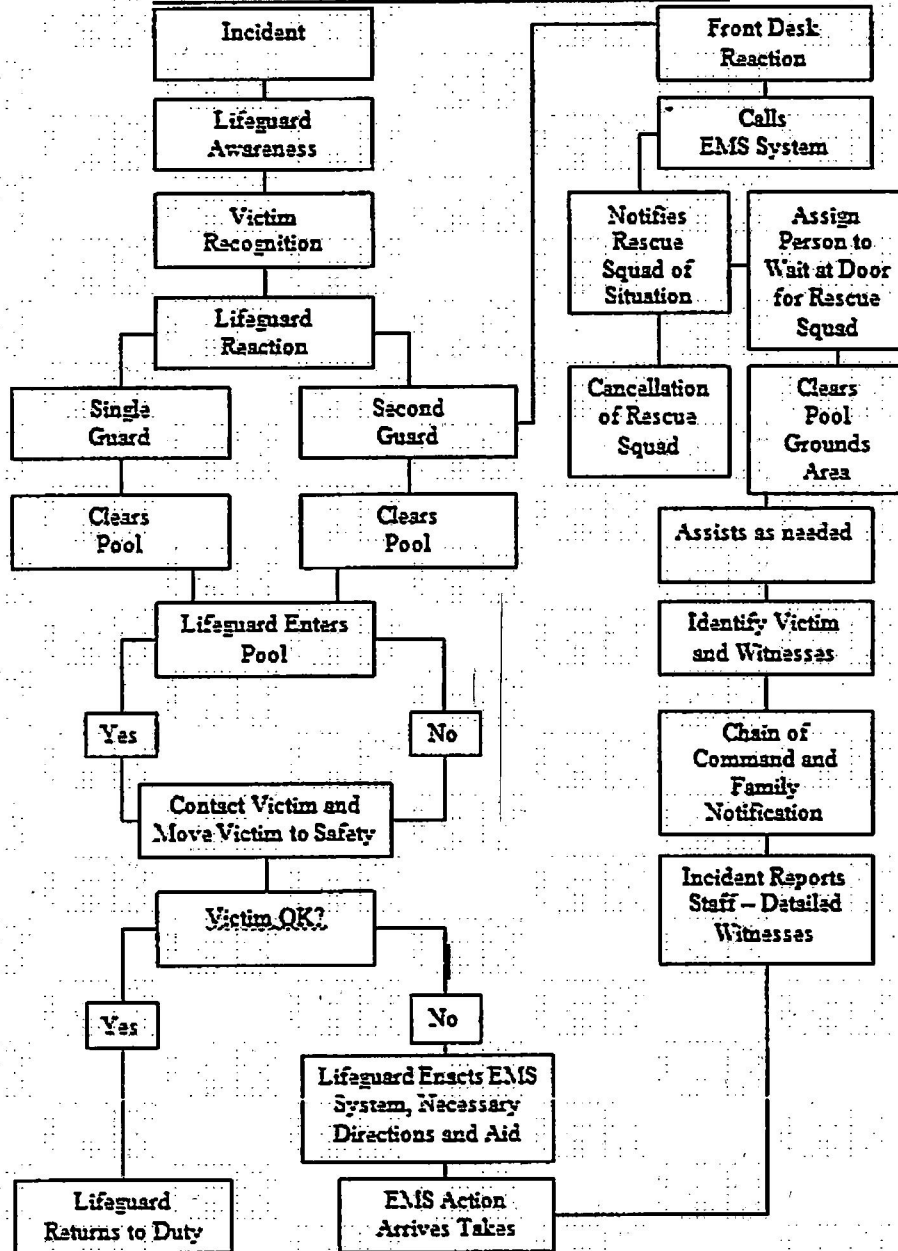 Incident
Lifeguard
Awareness
Victim
Recognition
Lifeguard
Reaction
Single
Guard
Second
Guard
Clears
Pool
Clears
Pool
Lifeguard Enters
Pool
Yes
No
Contact Victim and
Move Victim to Safety
Victim OK?
Yes
No
Lifeguard Enacts EMS
System, Necessary
Directions and Aid
Lifeguard
Returns to Duty
EMS Action
Arrives Takes
Front Desk
Reaction
Calls
EMS System
Notifies
Rescue
Squad of
Situation
Assign
Person to
Wait at Door
for Rescue
Squad
Cancellation
of Rescue
Squad
Clears
Pool
Grounds
Area
Assists as needed
Identify Victim
and Witnesses
Chain of
Command and
Family
Notification
Incident Reports
Staff – Detailed
Witnesses